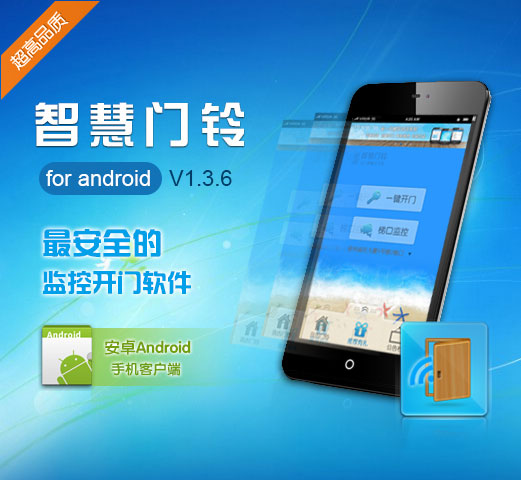 超高品质
智慧门铃
for android V1.3.6
最安全的
监控开门软件
Android
安卓Android
手机客户端
一键开门
梯口监控